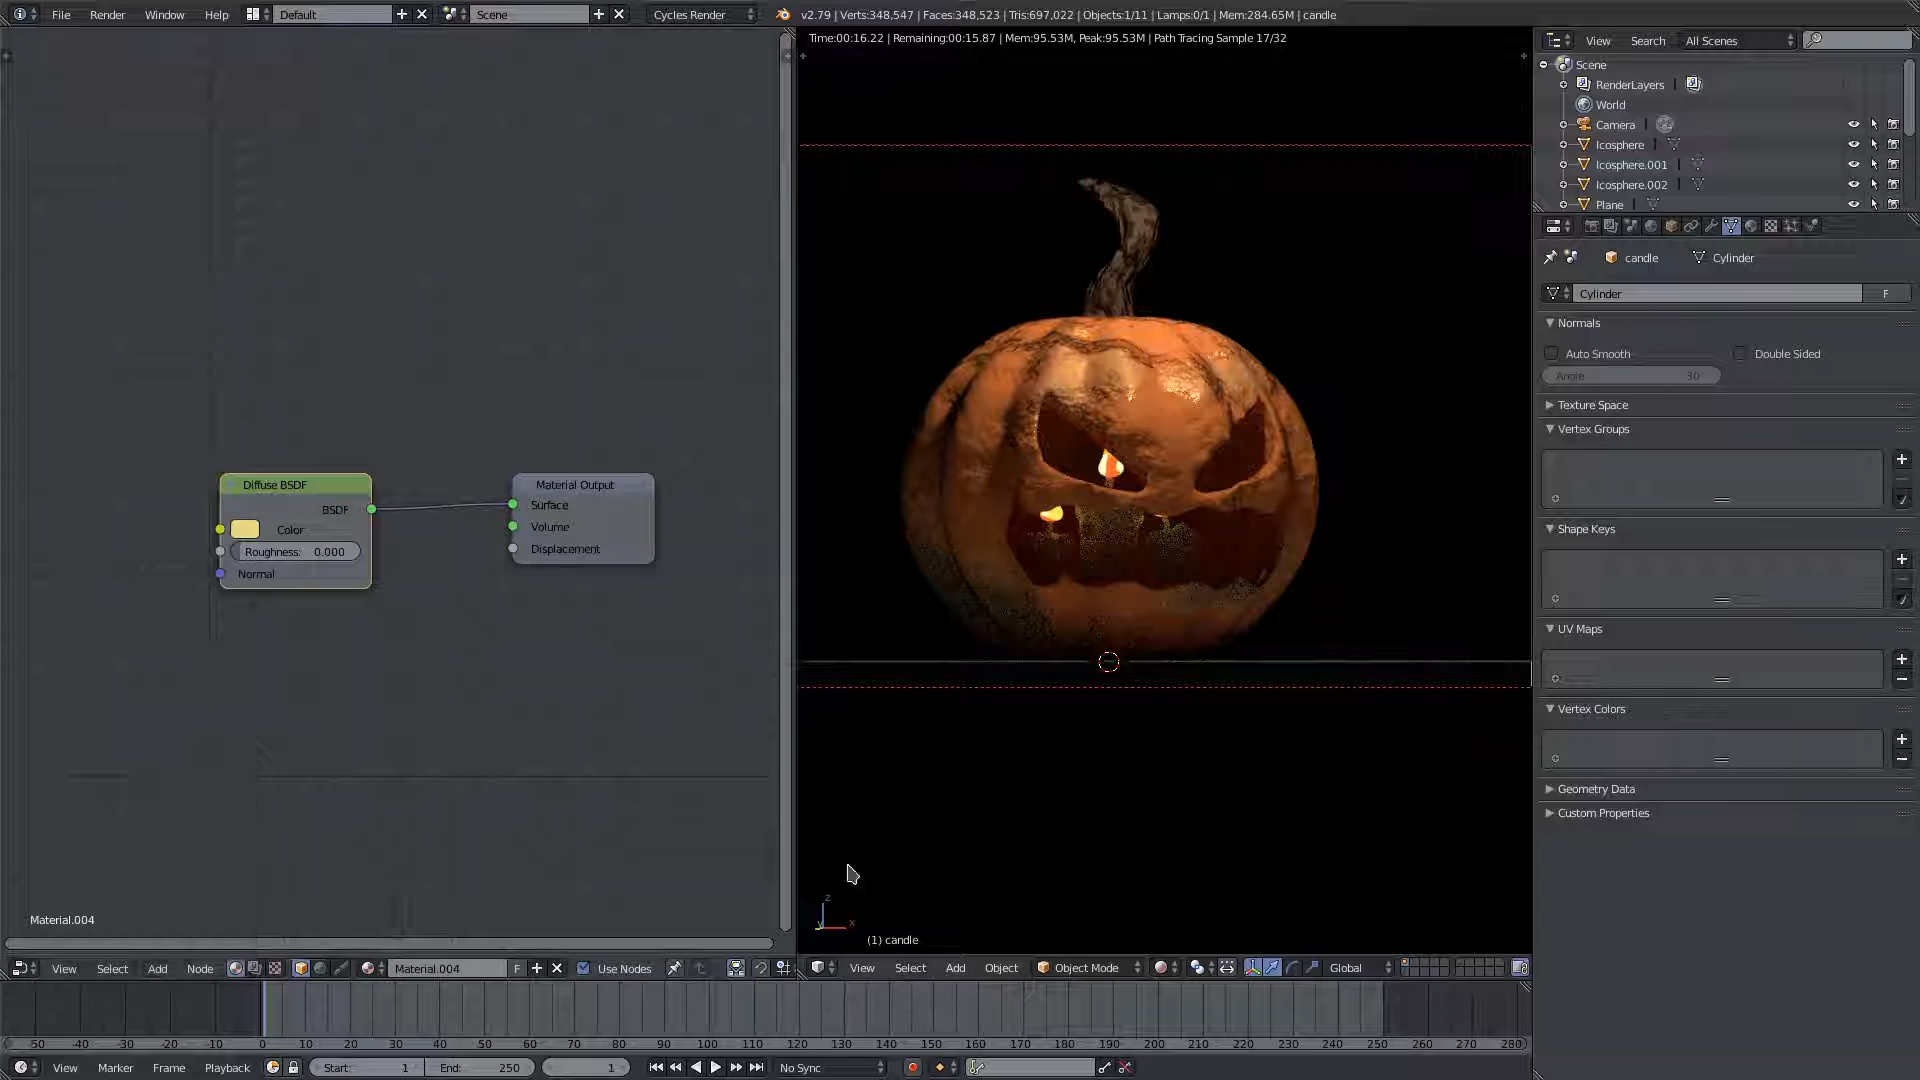 File Render Window Help Default Scene Cycles Render v2.79 | Verts:348,547 | Faces:348,523 | Tris:697,022 | Objects:1/11 | Lamps:0/1 | Mem:284.65M | candle
Time:00:16.22 | Remaining:00:15.87 | Mem:95.53M, Peak:95.53M | Path Tracing Sample 17/32
View Search All Scenes
Scene
RenderLayers
World
Camera
Icosphere
Icosphere.001
Icosphere.002
Plane
candle Cylinder
Cylinder F
Normals
Auto Smooth Double Sided
Angle 30
Texture Space
Vertex Groups
Shape Keys
UV Maps
Vertex Colors
Geometry Data
Custom Properties
Diffuse BSDF
BSDF
Color
Roughness: 0.000
Normal
Material Output
Surface
Volume
Displacement
Material.004
z
x
y
(1) candle
View Select Add Node Material.004 F Use Nodes
View Select Add Object Object Mode Global
-50 -40 -30 -20 -10 0 10 20 30 40 50 60 70 80 90 100 110 120 130 140 150 160 170 180 190 200 210 220 230 240 250 260 270 280
View Marker Frame Playback Start: 1 End: 250 1 No Sync